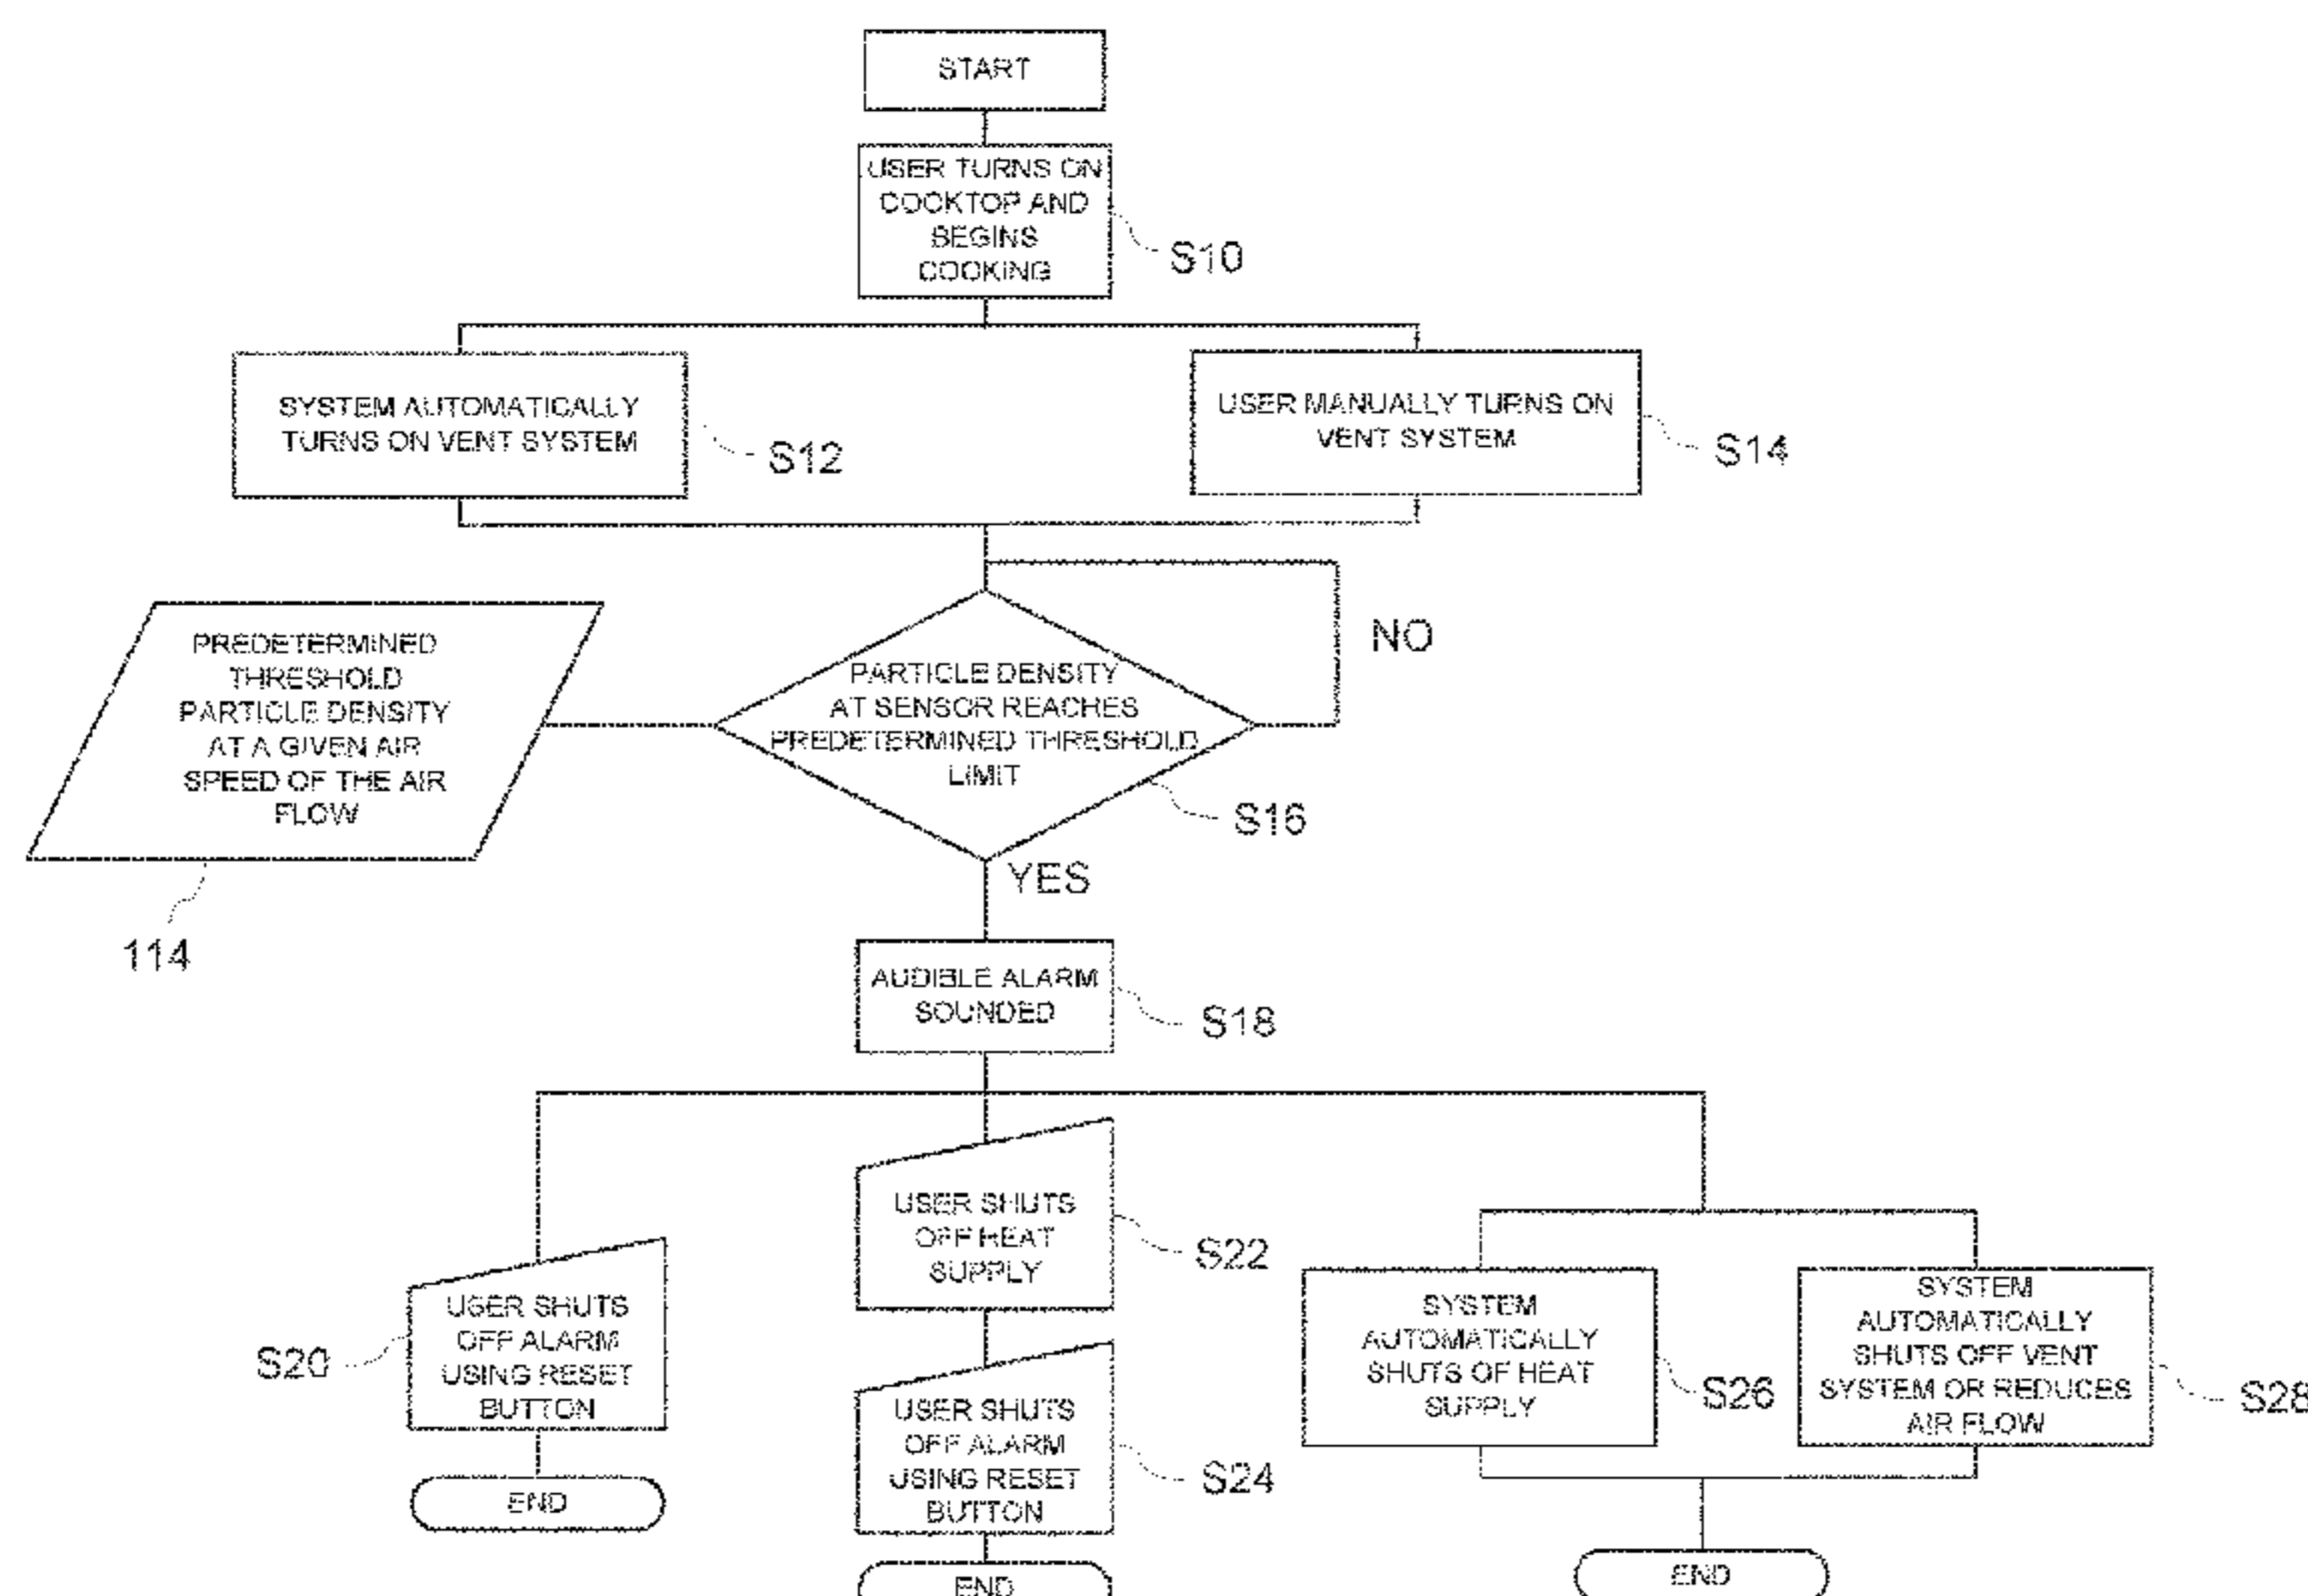 START
USER TURNS ON
COOKTOP AND
BEGINS
COOKING
S10
SYSTEM AUTOMATICALLY
TURNS ON VENT SYSTEM
S12
USER MANUALLY TURNS ON
VENT SYSTEM
S14
PREDETERMINED
THRESHOLD
PARTICLE DENSITY
AT A GIVEN AIR
SPEED OF THE AIR
FLOW
114
PARTICLE DENSITY
AT SENSOR REACHES
PREDETERMINED THRESHOLD
LIMIT
S16
NO
YES
AUDIBLE ALARM
SOUNDED
S18
USER SHUTS
OFF ALARM
USING RESET
BUTTON
S20
END
USER SHUTS
OFF HEAT
SUPPLY
S22
USER SHUTS
OFF ALARM
USING RESET
BUTTON
S24
END
SYSTEM
AUTOMATICALLY
SHUTS OF HEAT
SUPPLY
S26
SYSTEM
AUTOMATICALLY
SHUTS OFF VENT
SYSTEM OR REDUCES
AIR FLOW
S28
END